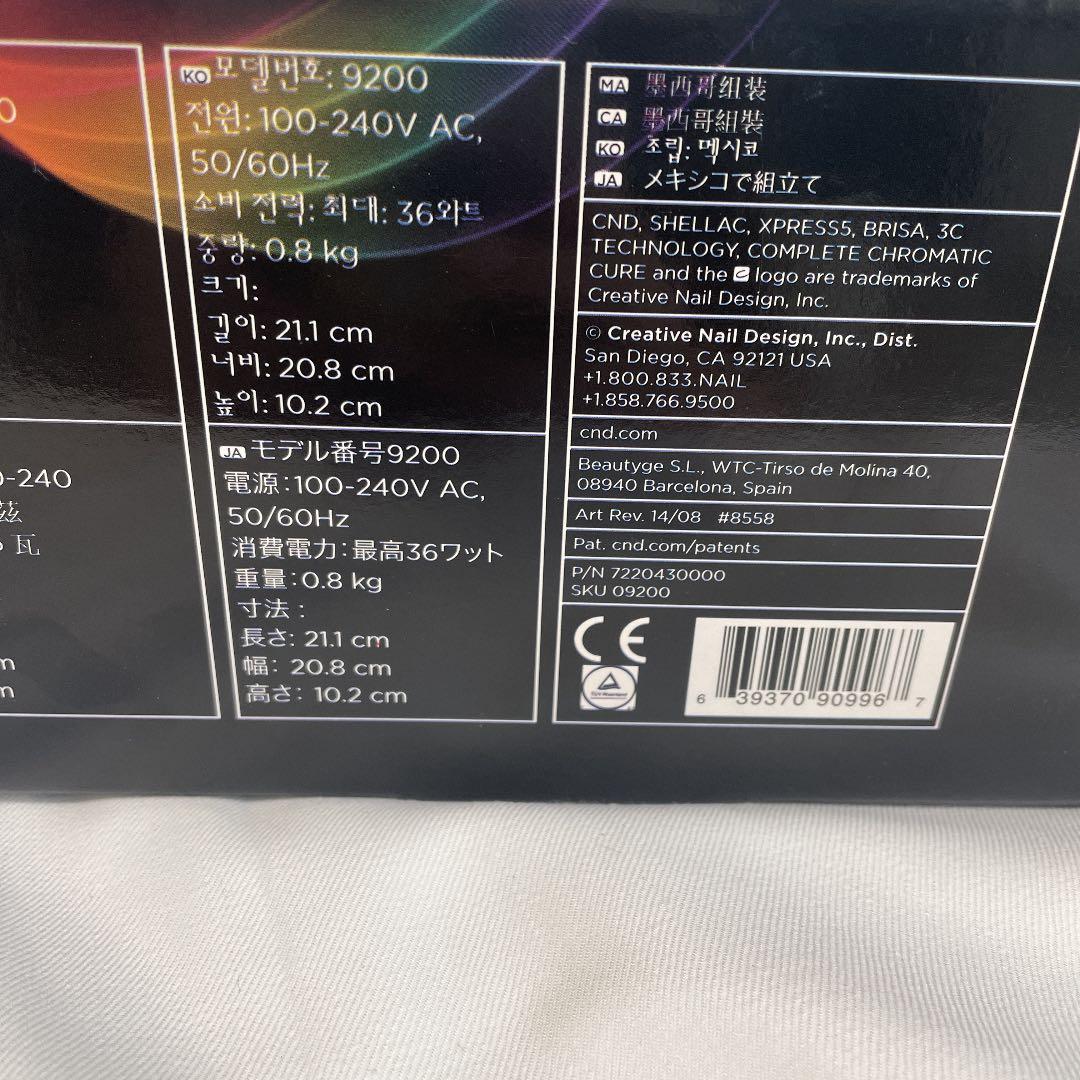 0
)-240
兹
瓦
m
m
KO 모델번호: 9200
전원: 100-240V AC,
50/60Hz
소비 전력: 최대: 36와트
중량: 0.8 kg
크기:
길이: 21.1 cm
너비: 20.8 cm
높이: 10.2 cm
JA モデル番号9200
電源:100-240V AC,
50/60Hz
消費電力:最高36ワット
重量:0.8 kg
寸法:
長さ: 21.1 cm
幅: 20.8 cm
高さ: 10.2 cm
MA 墨西哥组装
CA 墨西哥組裝
KO 조립: 멕시코
JA メキシコで組立て
CND, SHELLAC, XPRESS5, BRISA, 3C
TECHNOLOGY, COMPLETE CHROMATIC
CURE and the logo are trademarks of
Creative Nail Design, Inc.
© Creative Nail Design, Inc., Dist.
San Diego, CA 92121 USA
+1.800.833.NAIL
+1.858.766.9500
cnd.com
Beautyge S.L., WTC-Tirso de Molina 40,
08940 Barcelona, Spain
Art Rev. 14/08 #8558
Pat. cnd.com/patents
P/N 7220430000
SKU 09200
CE
TÜV Rheinland
6 39370 90996 7